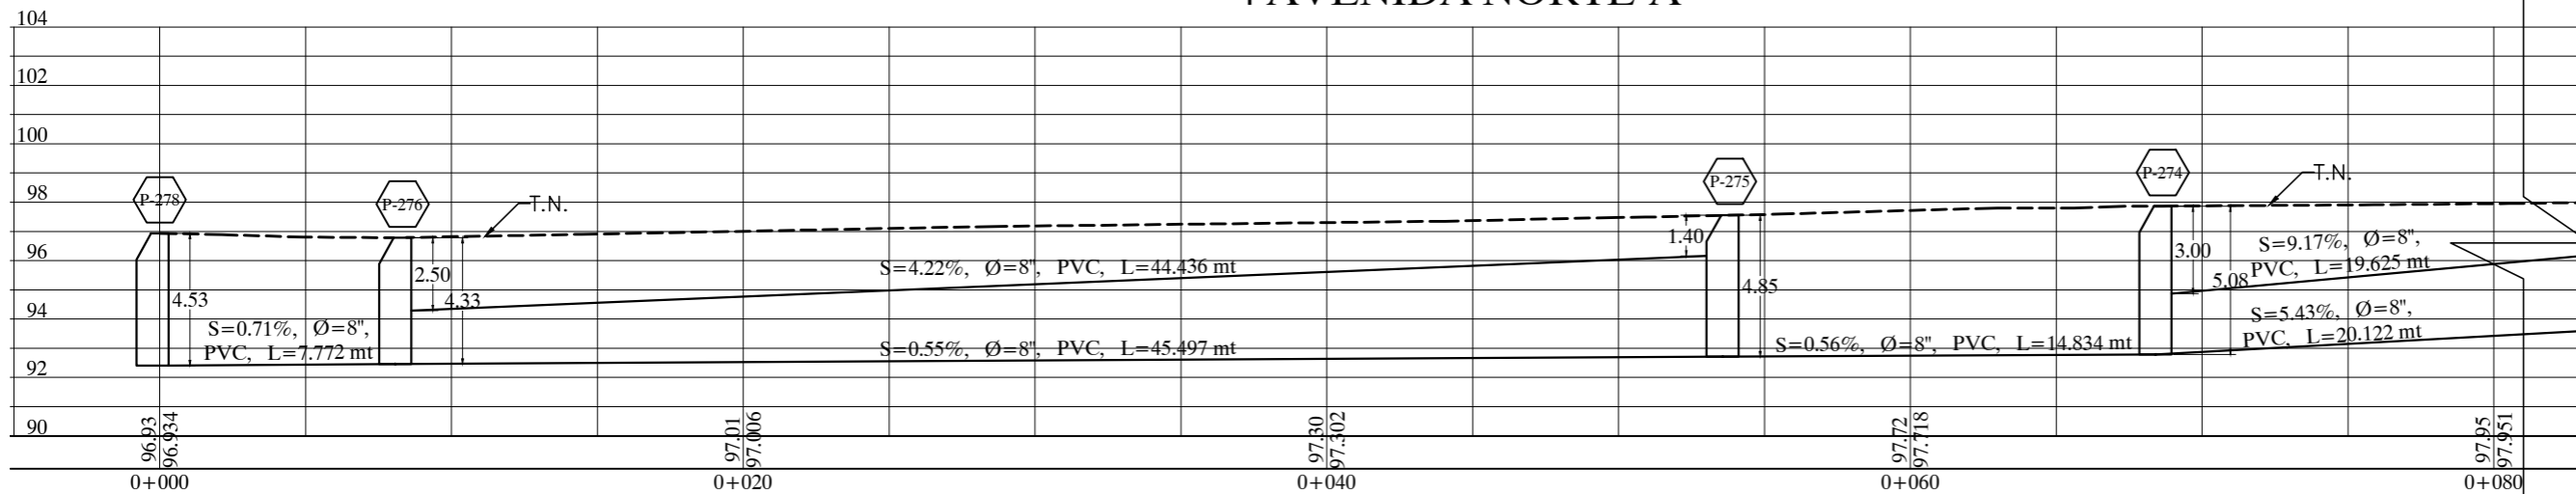 AVENIDA NORTE-A
104
102
100
98
96
94
92
90
P-278
P-276
P-275
P-274
T.N.
T.N.
4.53
2.50
4.33
1.40
4.85
3.00
5.08
S=0.71%, Ø=8", PVC, L=7.772 mt
S=4.22%, Ø=8", PVC, L=44.436 mt
S=0.55%, Ø=8", PVC, L=45.497 mt
S=0.56%, Ø=8", PVC, L=14.834 mt
S=9.17%, Ø=8",
PVC, L=19.625 mt
S=5.43%, Ø=8",
PVC, L=20.122 mt
96.93
96.934
97.01
97.006
97.30
97.302
97.72
97.718
97.95
97.951
0+000
0+020
0+040
0+060
0+080